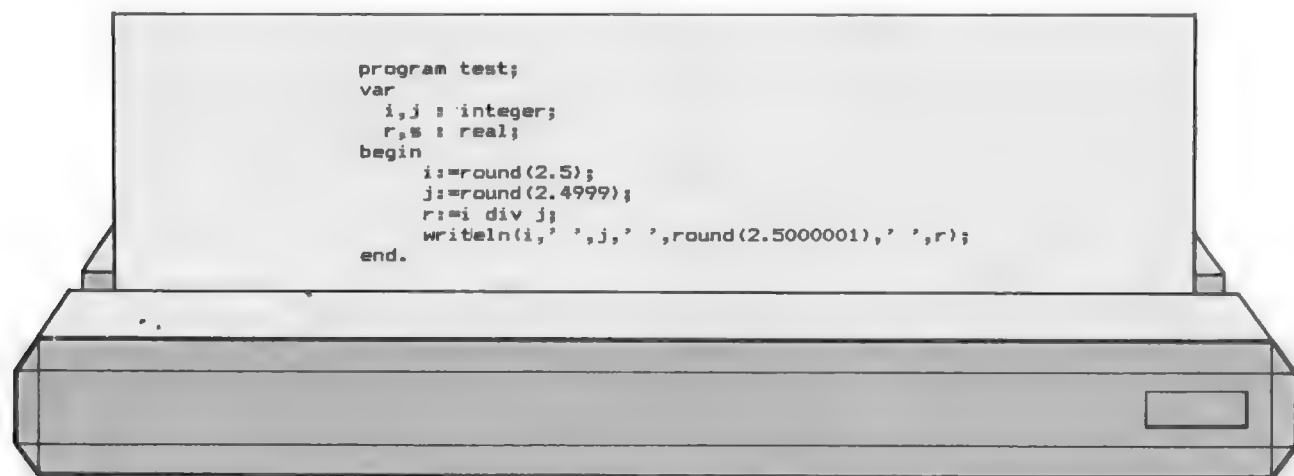 program test;
var
i,j : integer;
r,s : real;
begin
i:=round(2.5);
j:=round(2.4999);
r:=i div j;
writeln(i,' ',j,' ',round(2.5000001),' ',r);
end.